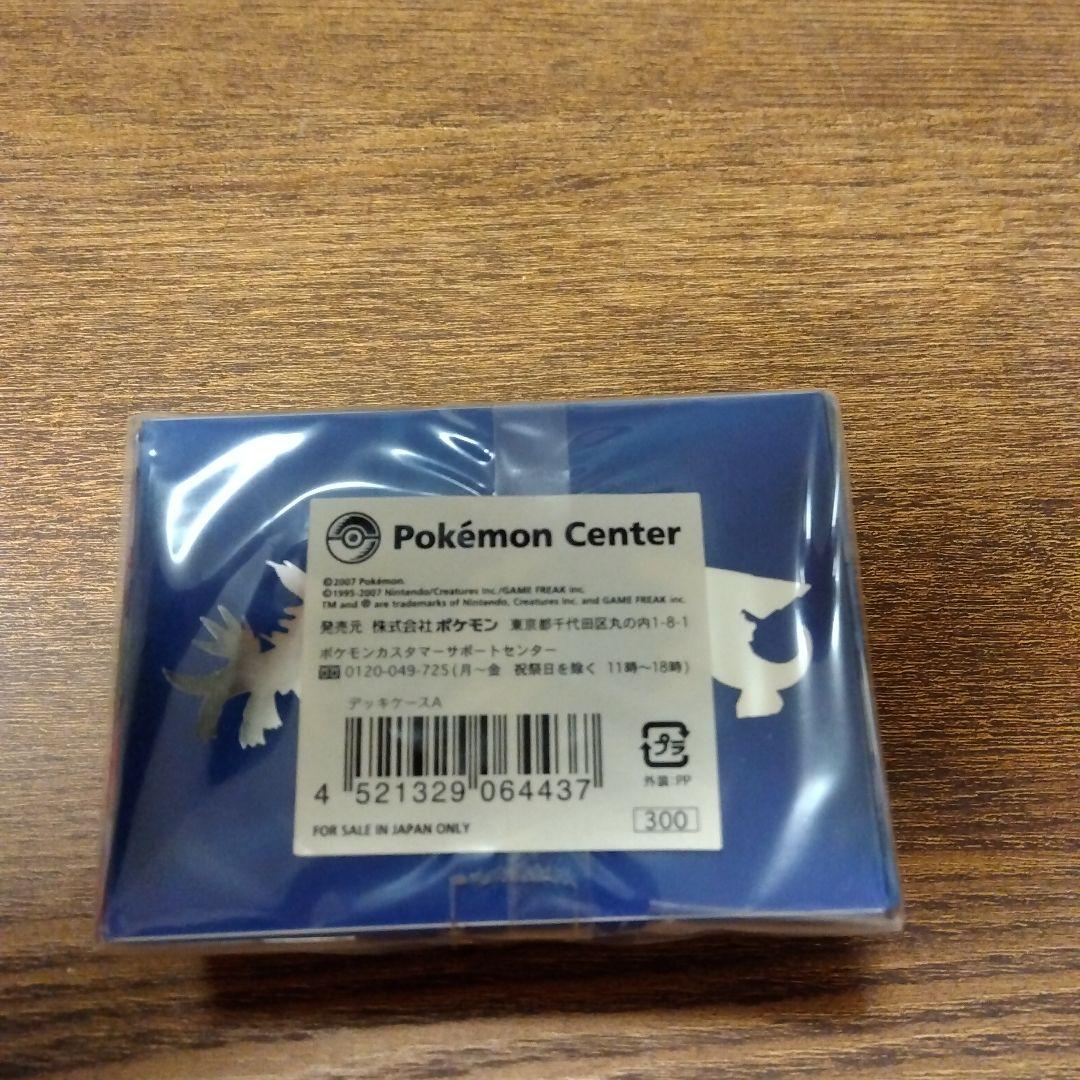 Pokémon Center
©2007 Pokémon.
©1995-2007 Nintendo/Creatures Inc./GAME FREAK inc.
TM and ® are trademarks of Nintendo, Creatures Inc. and GAME FREAK inc.
発売元 株式会社ポケモン 東京都千代田区丸の内1-8-1
ポケモンカスタマーサポートセンター
0120-049-725(月〜金 祝祭日を除く 11時〜18時)
デッキケースA
プラ
外装:PP
4 521329 064437
FOR SALE IN JAPAN ONLY
300